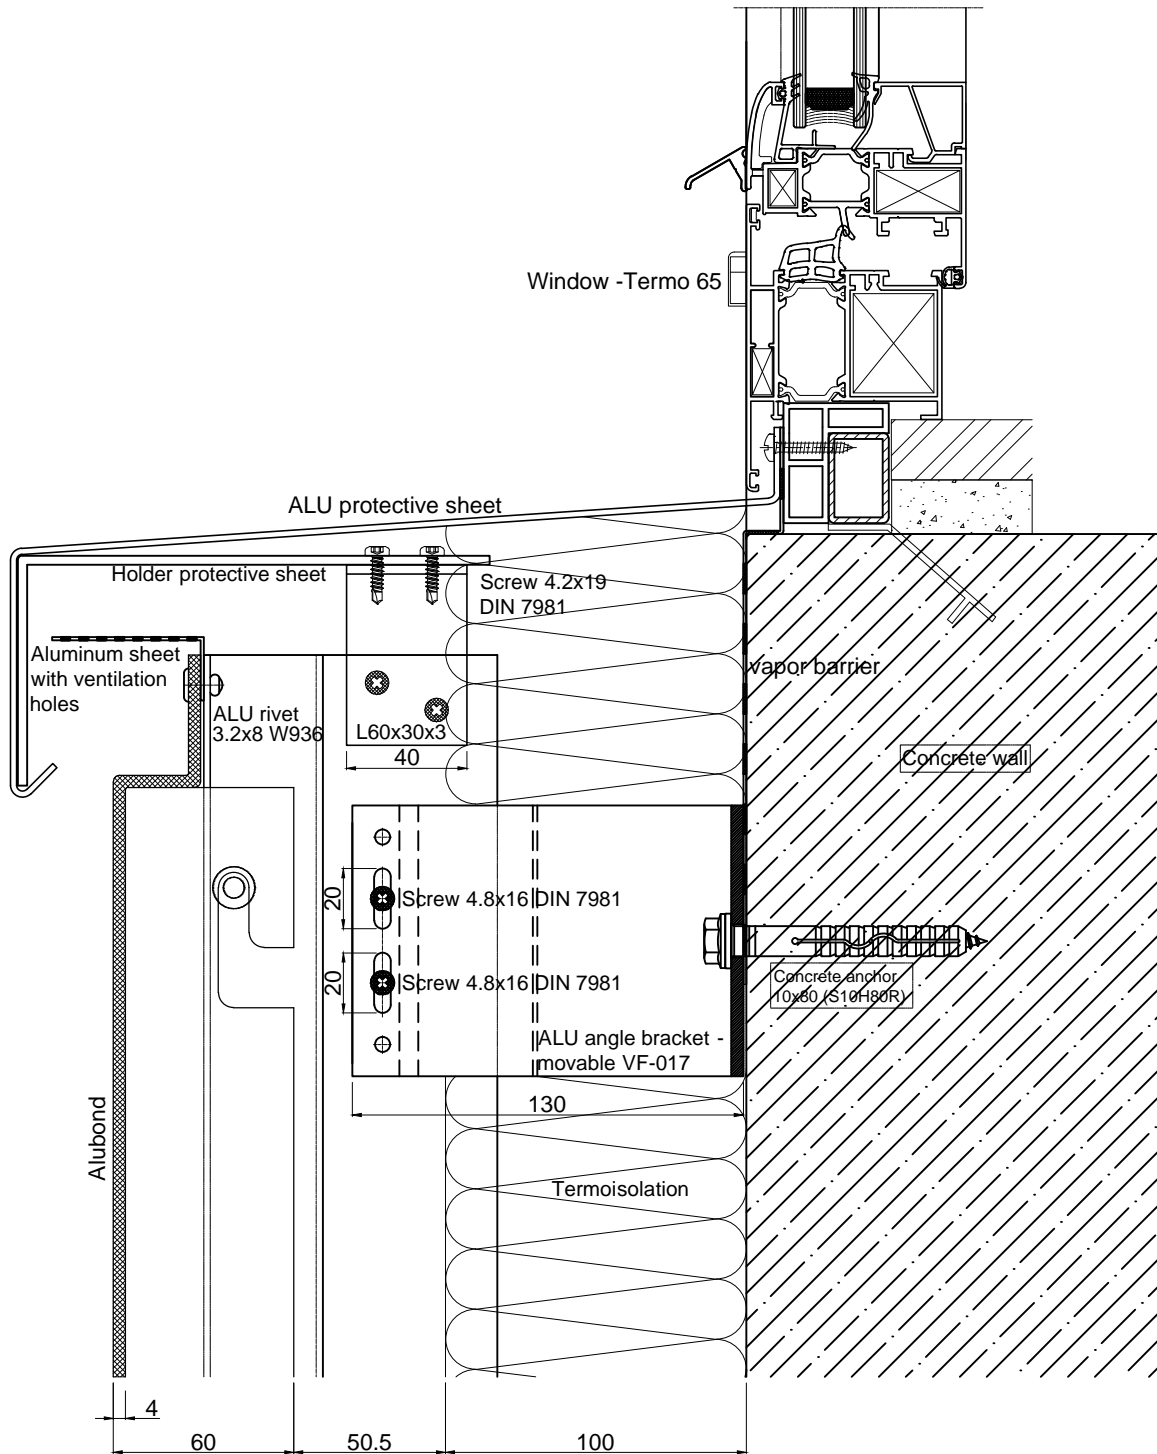 Window -Termo 65
ALU protective sheet
Holder protective sheet
Screw 4.2x19
DIN 7981
Aluminum sheet
with ventilation
holes
vapor barrier
ALU rivet
3.2x8 W936
L60x30x3
40
Concrete wall
20
Screw 4.8x16 DIN 7981
20
Screw 4.8x16 DIN 7981
Concrete anchor
10x80 (S10H80R)
ALU angle bracket -
movable VF-017
130
Alubond
Termoisolation
4
60
50.5
100